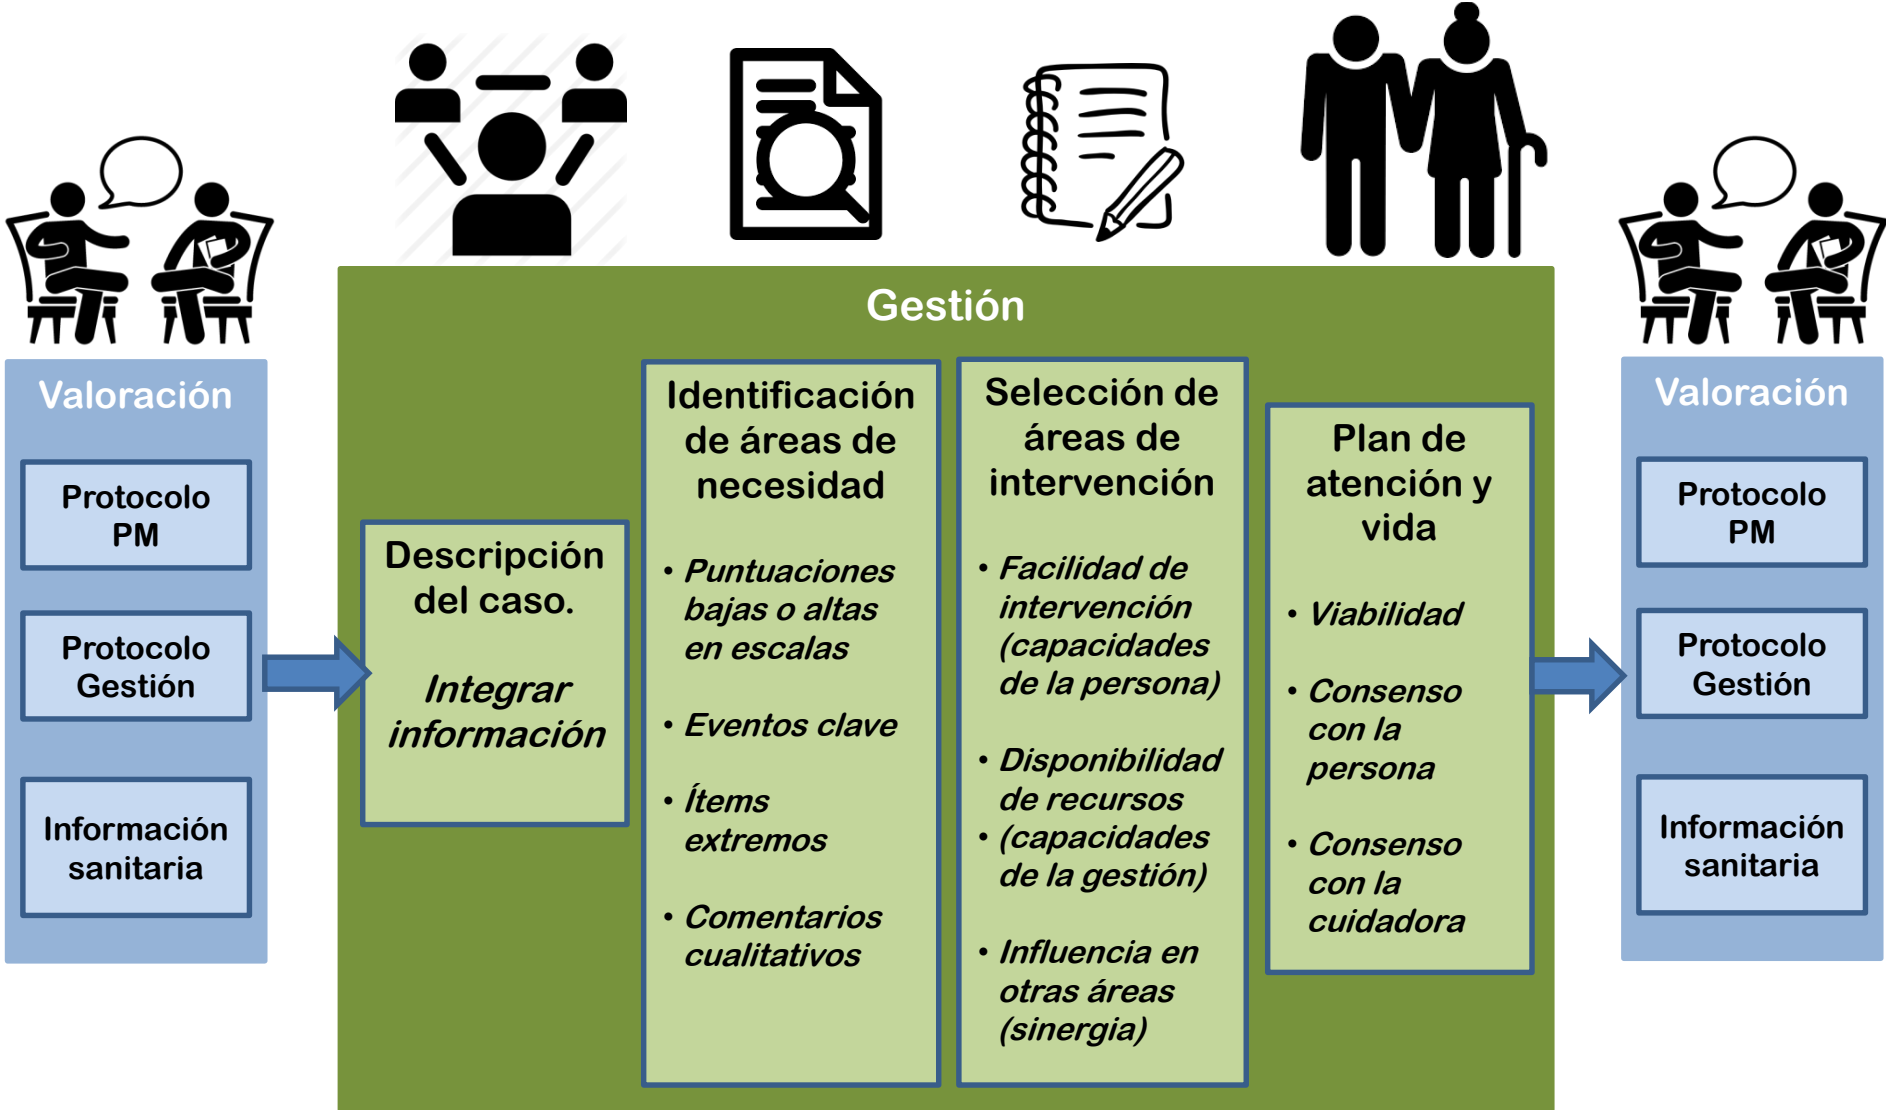 Valoración
Protocolo
PM
Protocolo
Gestión
Información
sanitaria
Gestión
Descripción
del caso.
Integrar
información
Identificación
de áreas de
necesidad
• Puntuaciones
bajas o altas
en escalas
• Eventos clave
• Ítems
extremos
• Comentarios
cualitativos
Selección de
áreas de
intervención
• Facilidad de
intervención
(capacidades
de la persona)
• Disponibilidad
de recursos
• (capacidades
de la gestión)
• Influencia en
otras áreas
(sinergia)
Plan de
atención y
vida
• Viabilidad
• Consenso
con la
persona
• Consenso
con la
cuidadora
Valoración
Protocolo
PM
Protocolo
Gestión
Información
sanitaria